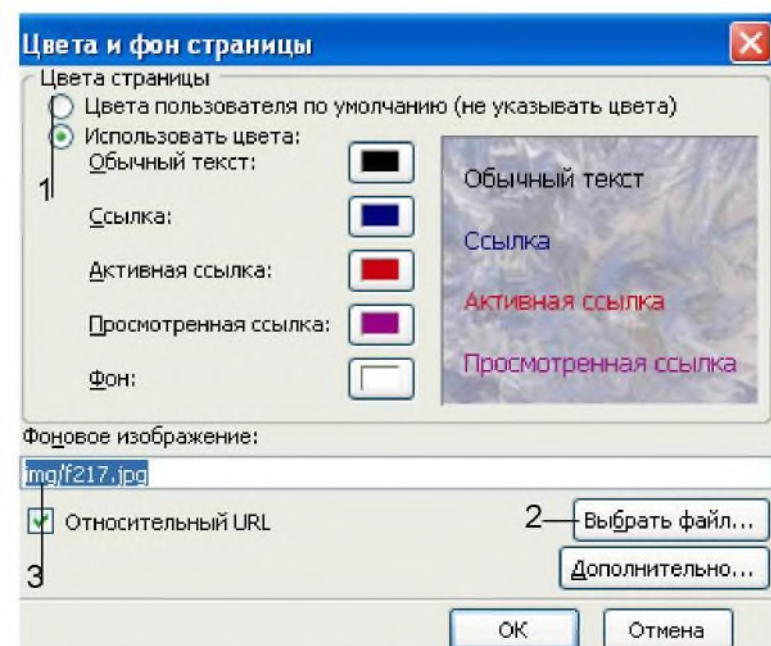 Цвета и фон страницы
Цвета страницы
Цвета пользователя по умолчанию (не указывать цвета)
Использовать цвета:
1
Обычный текст:
Ссылка:
Активная ссылка:
Просмотренная ссылка:
Фон:
Обычный текст
Ссылка
Активная ссылка
Просмотренная ссылка
Фоновое изображение:
img/f217.jpg
Относительный URL
2 Выбрать файл...
3
Дополнительно...
ОК Отмена